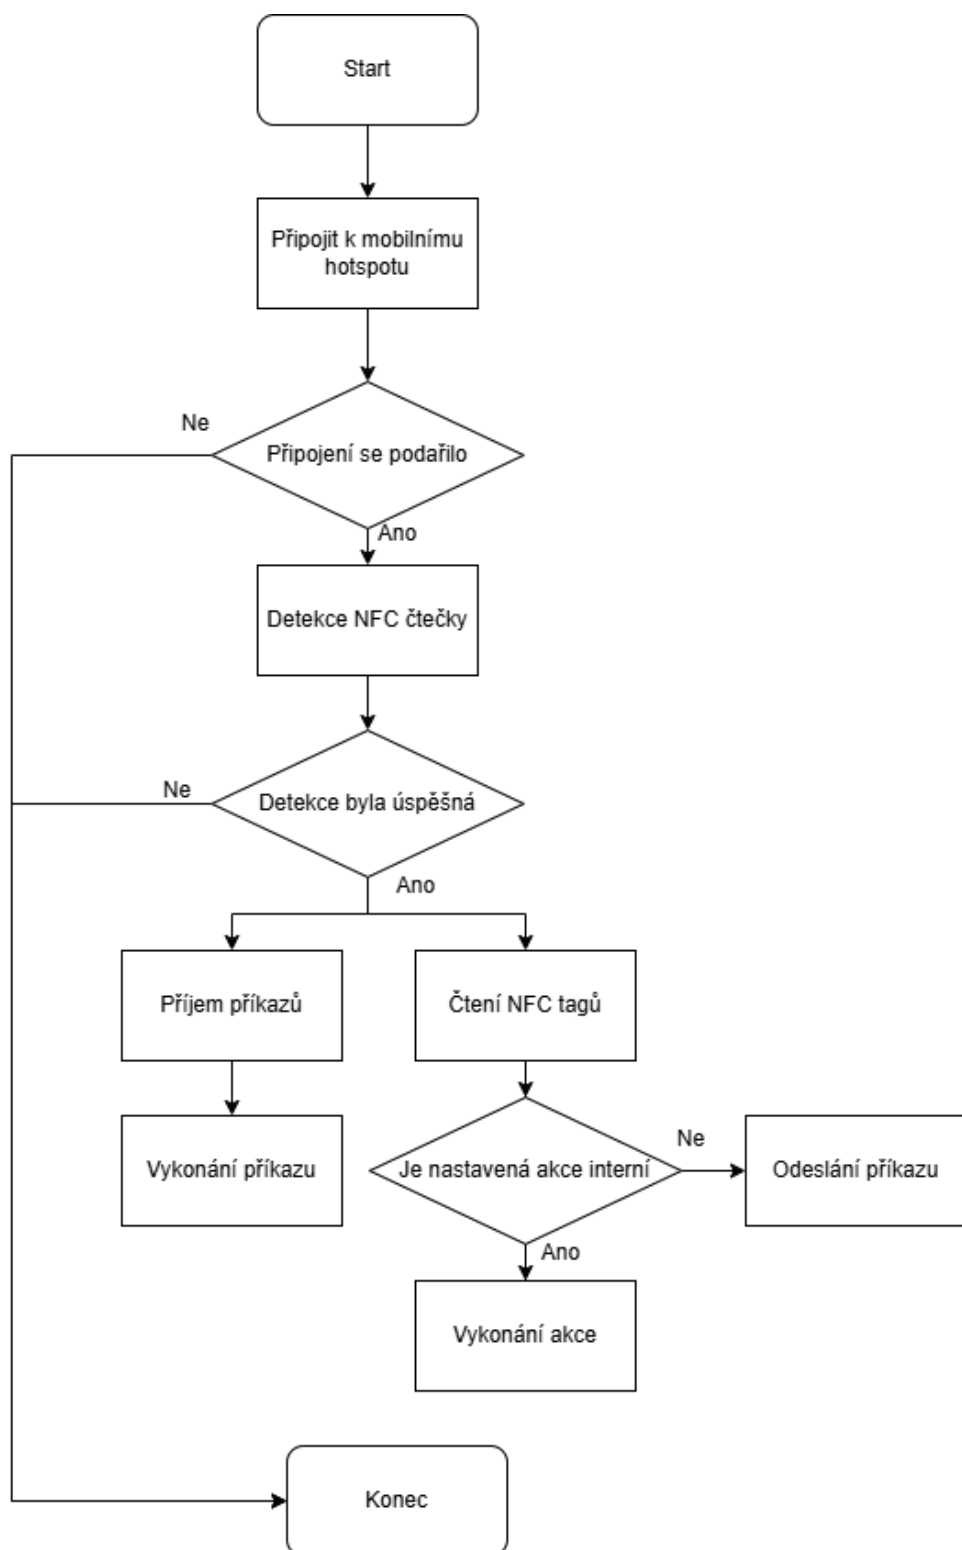 Start
Připojit k mobilnímu
hotspotu
Ne
Připojení se podařilo
Ano
Detekce NFC čtečky
Ne
Detekce byla úspěšná
Ano
Příjem příkazů
Čtení NFC tagů
Vykonání příkazu
Je nastavená akce interní
Ne
Odeslání příkazu
Ano
Vykonání akce
Konec